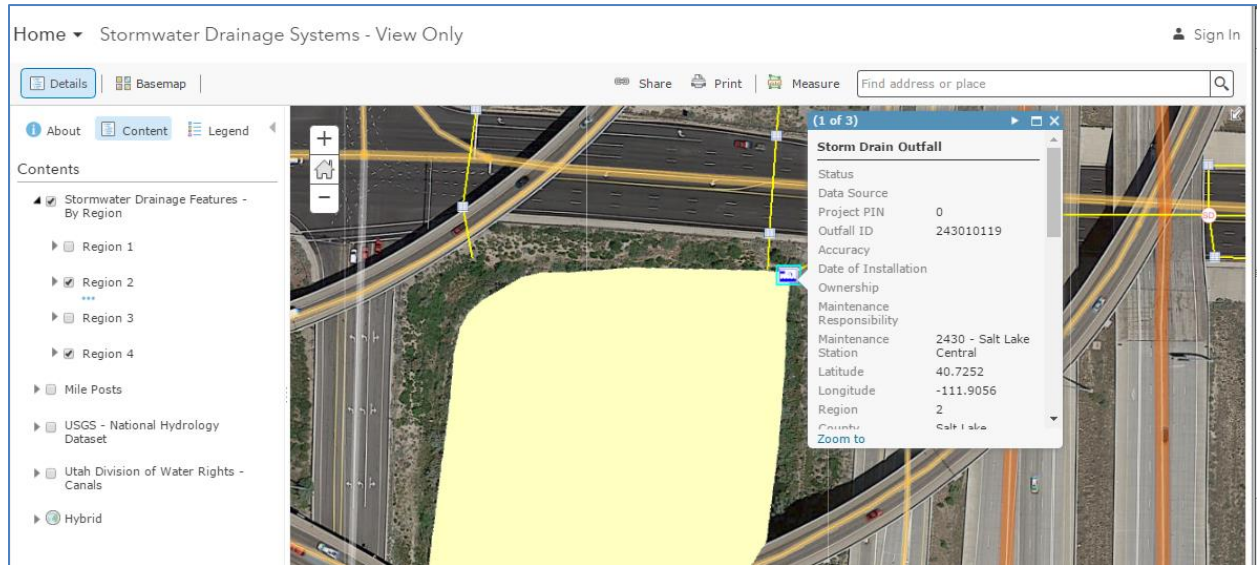 Home Stormwater Drainage Systems - View Only Sign In
Details Basemap Share Print Measure Find address or place
About Content Legend
Contents
Stormwater Drainage Features -
By Region
Region 1
Region 2
Region 3
Region 4
Mile Posts
USGS - National Hydrology
Dataset
Utah Division of Water Rights -
Canals
Hybrid
+
−
(1 of 3)
Storm Drain Outfall
Status
Data Source
Project PIN 0
Outfall ID 243010119
Accuracy
Date of Installation
Ownership
Maintenance
Responsibility
Maintenance 2430 - Salt Lake
Station Central
Latitude 40.7252
Longitude -111.9056
Region 2
County Salt Lake
Zoom to
SD